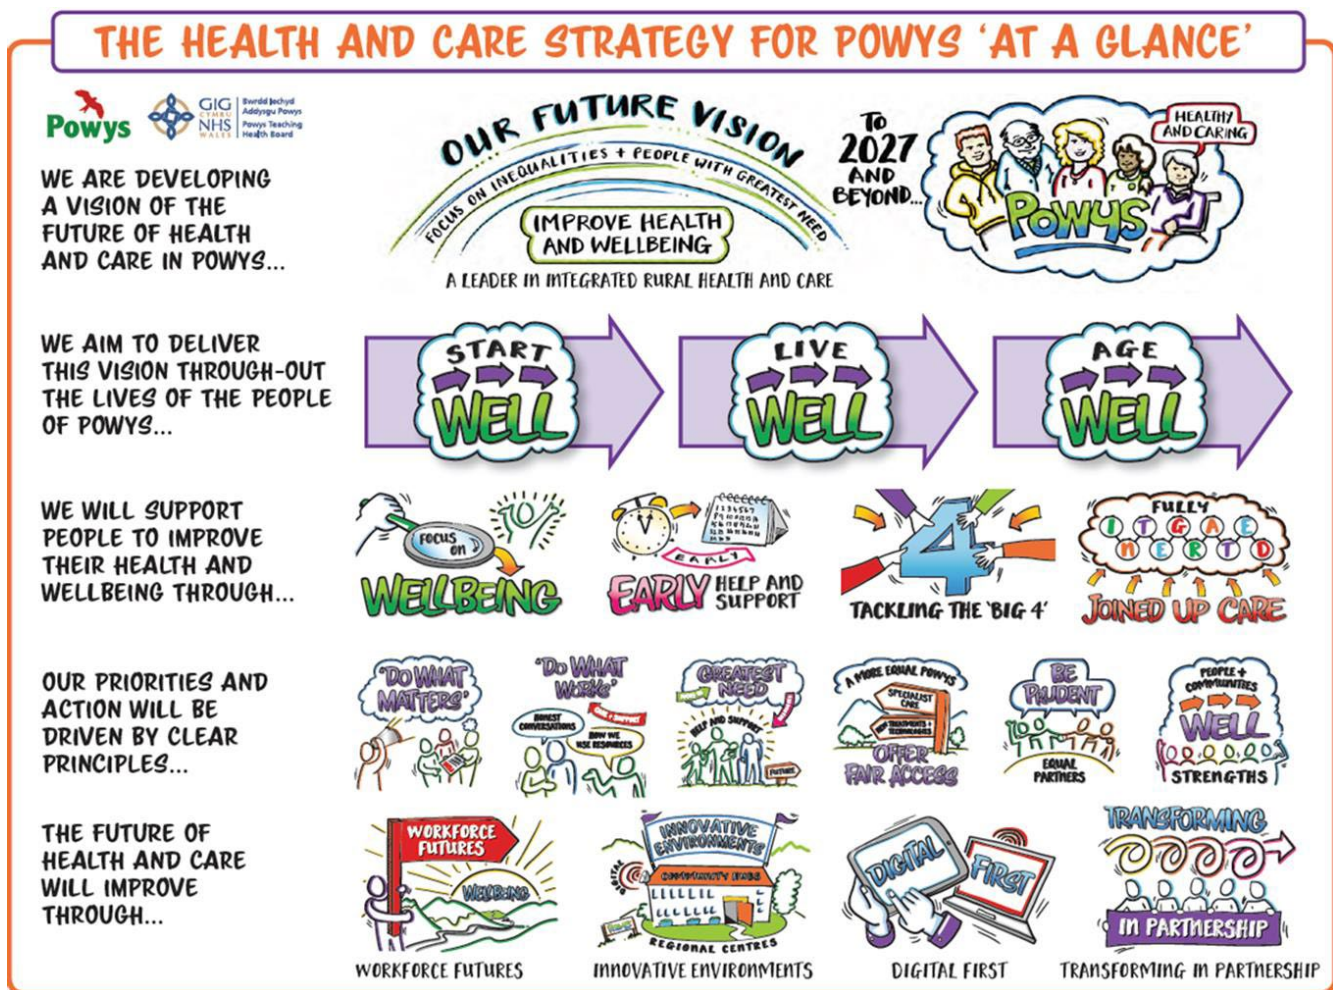 THE HEALTH AND CARE STRATEGY FOR POWYS 'AT A GLANCE'
Powys
GIG
CYMRU
NHS
WALES
Bwrdd Iechyd
Addysgu Powys
Powys Teaching
Health Board
WE ARE DEVELOPING
A VISION OF THE
FUTURE OF HEALTH
AND CARE IN POWYS...
OUR FUTURE VISION
FOCUS ON INEQUALITIES + PEOPLE WITH GREATEST NEED
IMPROVE HEALTH
AND WELLBEING
A LEADER IN INTEGRATED RURAL HEALTH AND CARE
TO
2027
AND
BEYOND...
HEALTHY
AND CARING
POWYS
WE AIM TO DELIVER
THIS VISION THROUGH-OUT
THE LIVES OF THE PEOPLE
OF POWYS...
START
WELL
LIVE
WELL
AGE
WELL
WE WILL SUPPORT
PEOPLE TO IMPROVE
THEIR HEALTH AND
WELLBEING THROUGH...
FOCUS
ON
WELLBEING
EARLY
EARLY HELP AND
SUPPORT
4
TACKLING THE 'BIG 4'
FULLY
I T G A E
N E R T D
JOINED UP CARE
OUR PRIORITIES AND
ACTION WILL BE
DRIVEN BY CLEAR
PRINCIPLES...
'DO WHAT
MATTERS'
'DO WHAT
WORKS'
HONEST
CONVERSATIONS
CARE + SUPPORT
HOW WE
USE RESOURCES
GREATEST
NEED
HELP AND SUPPORT
FUTURE
A MORE EQUAL POWYS
SPECIALIST
CARE
NEW TREATMENTS +
TECHNOLOGIES
OFFER
FAIR ACCESS
BE
PRUDENT
EQUAL
PARTNERS
PEOPLE +
COMMUNITIES
WELL
STRENGTHS
THE FUTURE OF
HEALTH AND CARE
WILL IMPROVE
THROUGH...
WORKFORCE
FUTURES
WELLBEING
WORKFORCE FUTURES
INNOVATIVE
ENVIRONMENTS
DIGITAL
COMMUNITY HUBS
REGIONAL CENTRES
INNOVATIVE ENVIRONMENTS
DIGITAL
FIRST
DIGITAL FIRST
TRANSFORMING
IN PARTNERSHIP
TRANSFORMING IN PARTNERSHIP